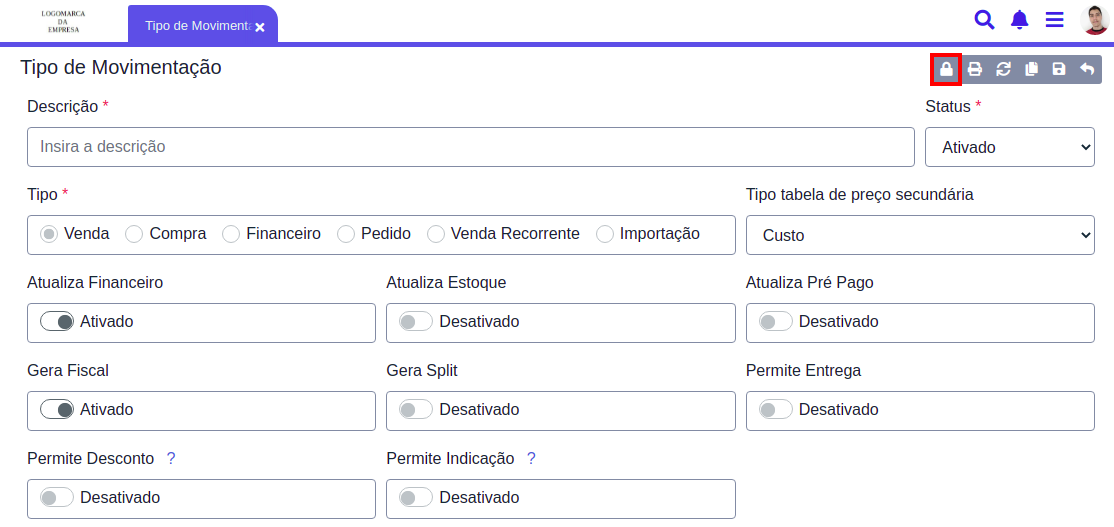 LOGOMARCA
DA
EMPRESA
Tipo de Movimenta
Tipo de Movimentação
Descrição *
Status *
Insira a descrição
Ativado
Tipo *
Tipo tabela de preço secundária
Venda Compra Financeiro Pedido Venda Recorrente Importação
Custo
Atualiza Financeiro
Atualiza Estoque
Atualiza Pré Pago
Ativado
Desativado
Desativado
Gera Fiscal
Gera Split
Permite Entrega
Ativado
Desativado
Desativado
Permite Desconto ?
Permite Indicação ?
Desativado
Desativado